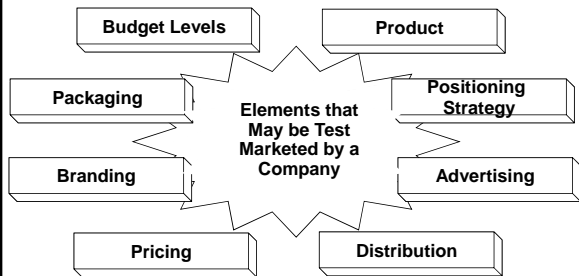 Budget Levels
Product
Packaging
Positioning
Strategy
Elements that
May be Test
Marketed by a
Company
Branding
Advertising
Pricing
Distribution